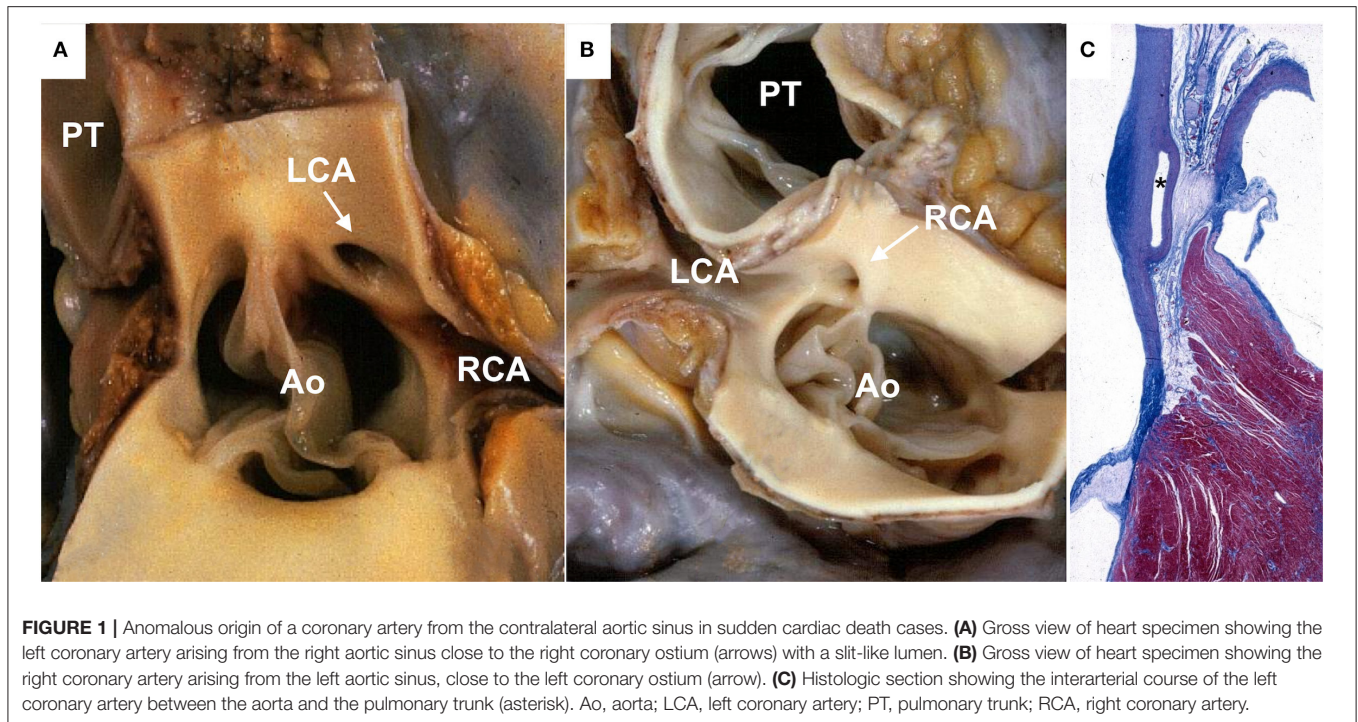 A
PT
LCA
Ao
RCA
B
PT
RCA
LCA
Ao
C
*
FIGURE 1 | Anomalous origin of a coronary artery from the contralateral aortic sinus in sudden cardiac death cases. (A) Gross view of heart specimen showing the
left coronary artery arising from the right aortic sinus close to the right coronary ostium (arrows) with a slit-like lumen. (B) Gross view of heart specimen showing the
right coronary artery arising from the left aortic sinus, close to the left coronary ostium (arrow). (C) Histologic section showing the interarterial course of the left
coronary artery between the aorta and the pulmonary trunk (asterisk). Ao, aorta; LCA, left coronary artery; PT, pulmonary trunk; RCA, right coronary artery.